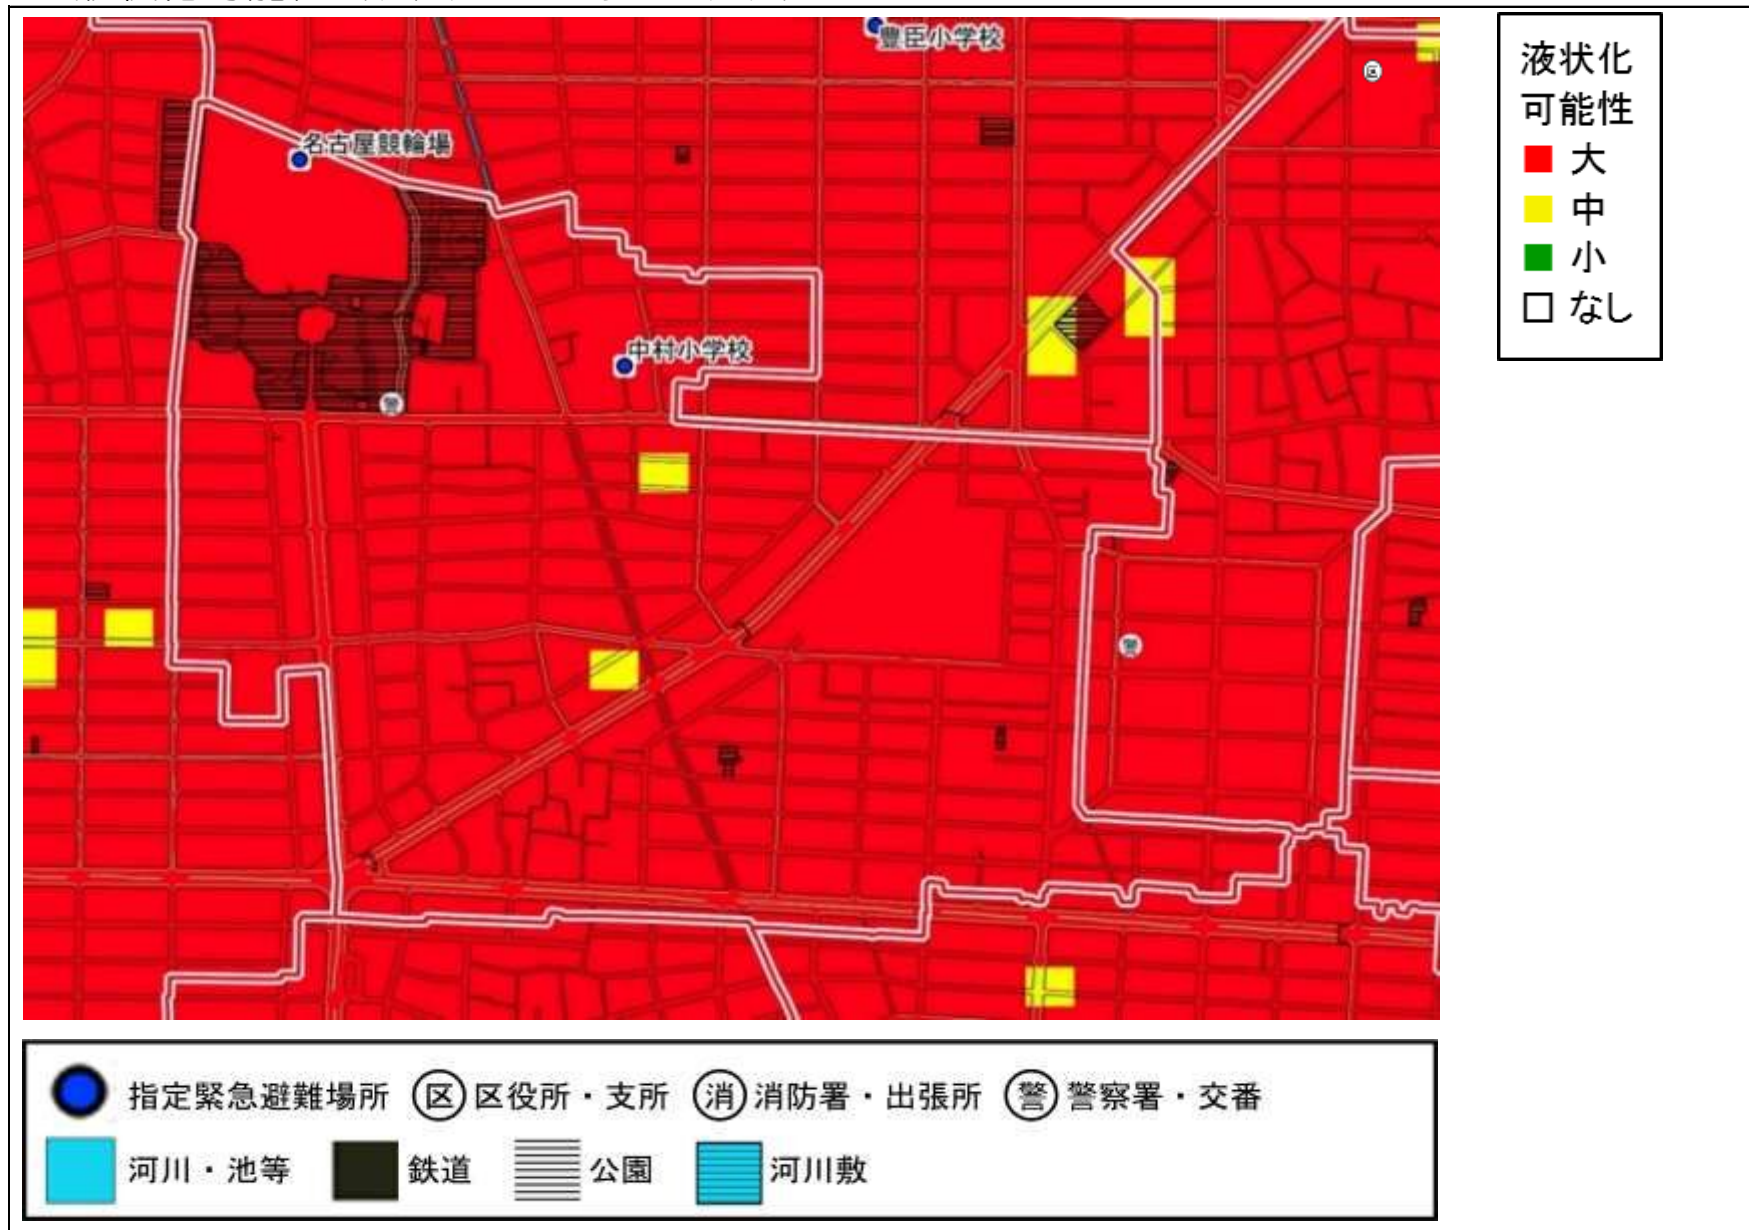 豊臣小学校
区
名古屋競輪場
中村小学校
警
警
液状化
可能性
大
中
小
なし
指定緊急避難場所 区 区役所・支所 消 消防署・出張所 警 警察署・交番
河川・池等 鉄道 公園 河川敷